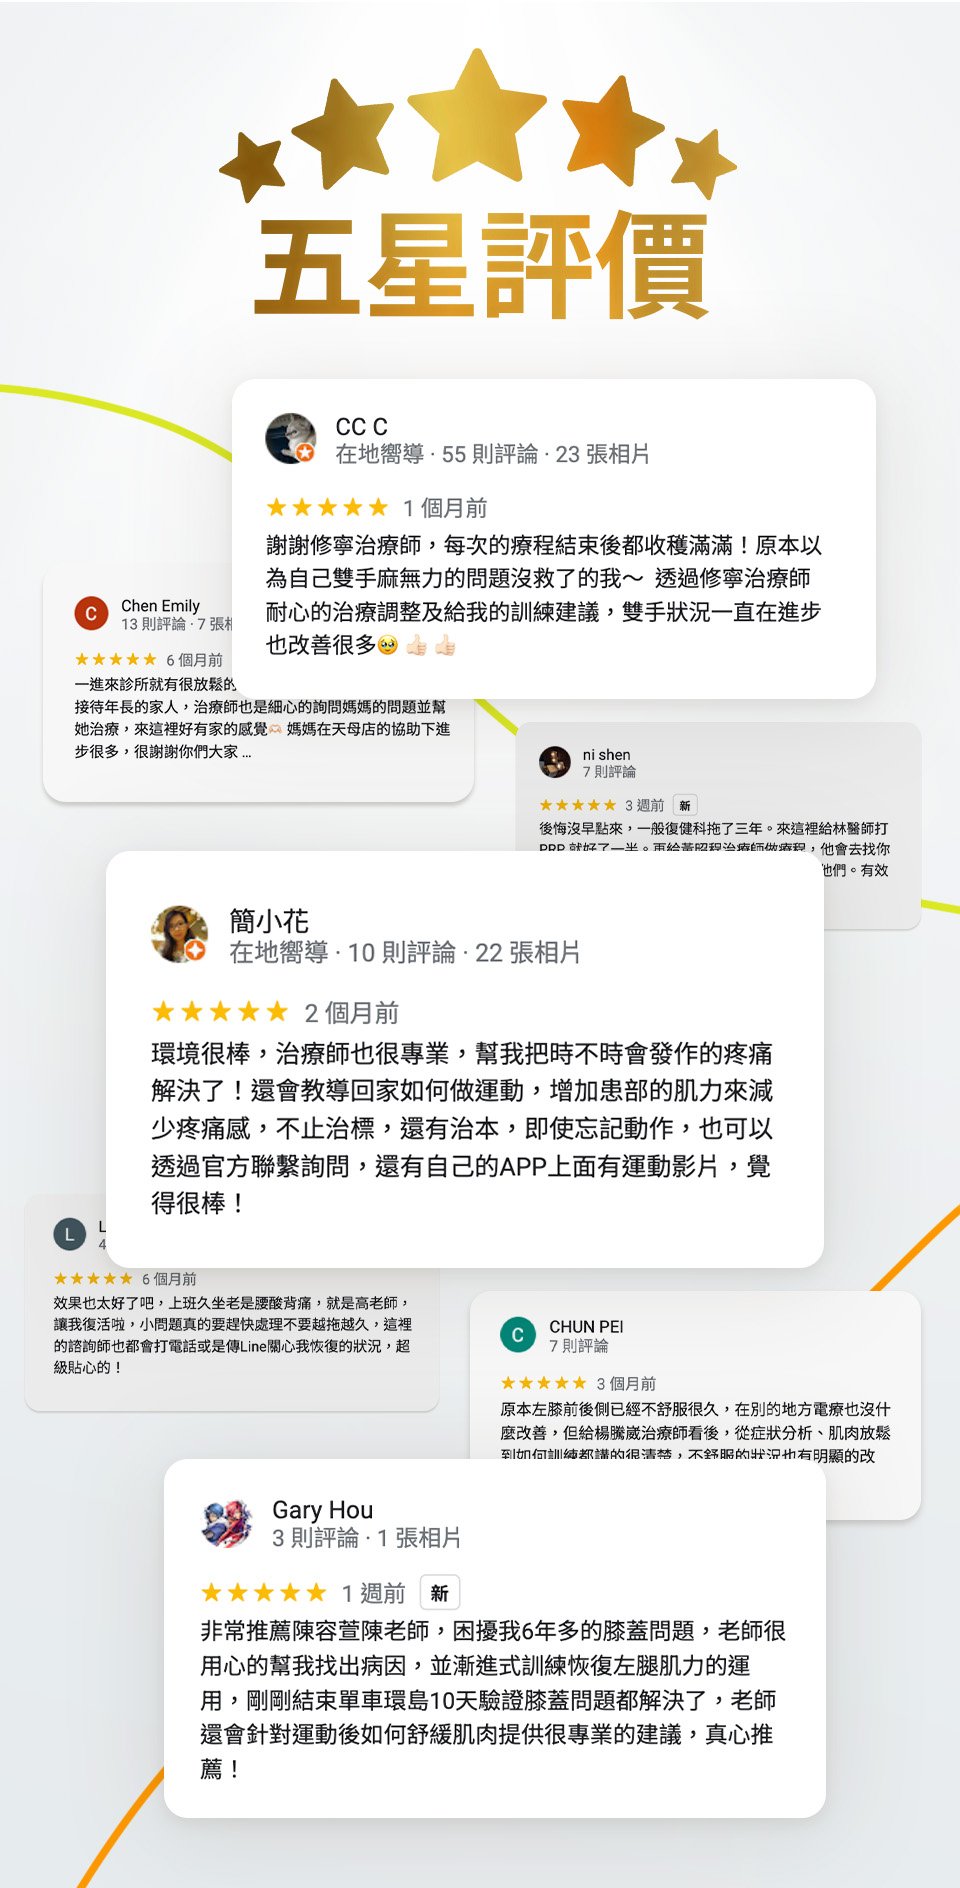 五星評價
CC C
在地嚮導 · 55 則評論 · 23 張相片
1 個月前
謝謝修寧治療師，每次的療程結束後都收穫滿滿！原本以
為自己雙手麻無力的問題沒救了的我～ 透過修寧治療師
耐心的治療調整及給我的訓練建議，雙手狀況一直在進步
也改善很多🥹👍🏻👍🏻
C
Chen Emily
13 則評論 · 7 張相
6 個月前
一進來診所就有很放鬆的
接待年長的家人，治療師也是細心的詢問媽媽的問題並幫
她治療，來這裡好有家的感覺🫶🏻 媽媽在天母店的協助下進
步很多，很謝謝你們大家 ...
ni shen
7 則評論
3 週前 新
後悔沒早點來，一般復健科拖了三年。來這裡給林醫師打
PRP 就好了一半。再給黃昭程治療師做療程，他會去找你
他們。有效
簡小花
在地嚮導 · 10 則評論 · 22 張相片
2 個月前
環境很棒，治療師也很專業，幫我把時不時會發作的疼痛
解決了！還會教導回家如何做運動，增加患部的肌力來減
少疼痛感，不止治標，還有治本，即使忘記動作，也可以
透過官方聯繫詢問，還有自己的APP上面有運動影片，覺
得很棒！
L
L
4
6 個月前
效果也太好了吧，上班久坐老是腰酸背痛，就是高老師，
讓我復活啦，小問題真的要趕快處理不要越拖越久，這裡
的諮詢師也都會打電話或是傳Line關心我恢復的狀況，超
級貼心的！
C
CHUN PEI
7 則評論
3 個月前
原本左膝前後側已經不舒服很久，在別的地方電療也沒什
麼改善，但給楊騰崴治療師看後，從症狀分析、肌肉放鬆
到如何訓練都講的很清楚，不舒服的狀況也有明顯的改
Gary Hou
3 則評論 · 1 張相片
1 週前 新
非常推薦陳容萱陳老師，困擾我6年多的膝蓋問題，老師很
用心的幫我找出病因，並漸進式訓練恢復左腿肌力的運
用，剛剛結束單車環島10天驗證膝蓋問題都解決了，老師
還會針對運動後如何舒緩肌肉提供很專業的建議，真心推
薦！